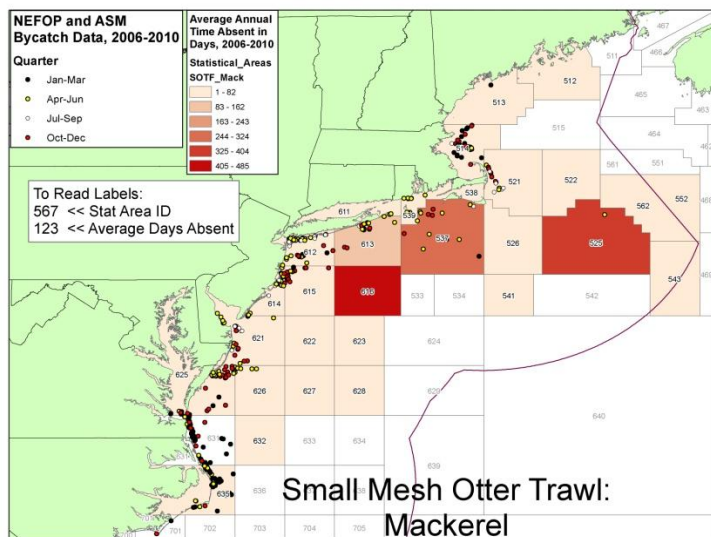 NEFOP and ASM
Bycatch Data, 2006-2010
Quarter
Jan-Mar
Apr-Jun
Jul-Sep
Oct-Dec
Average Annual
Time Absent in
Days, 2006-2010
Statistical_Areas
SOTF_Mack
1 - 82
83 - 162
163 - 243
244 - 324
325 - 404
405 - 485
To Read Labels:
567 << Stat Area ID
123 << Average Days Absent
467
511
512
465
513
515
464
514
551
561
521
522
538
562
552
611
539
537
526
525
612
613
543
615
616
533
534
541
542
614
621
622
623
624
625
626
627
628
629
640
631
632
633
634
639
635
636
Small Mesh Otter Trawl:
Mackerel
701
702
703
704
705